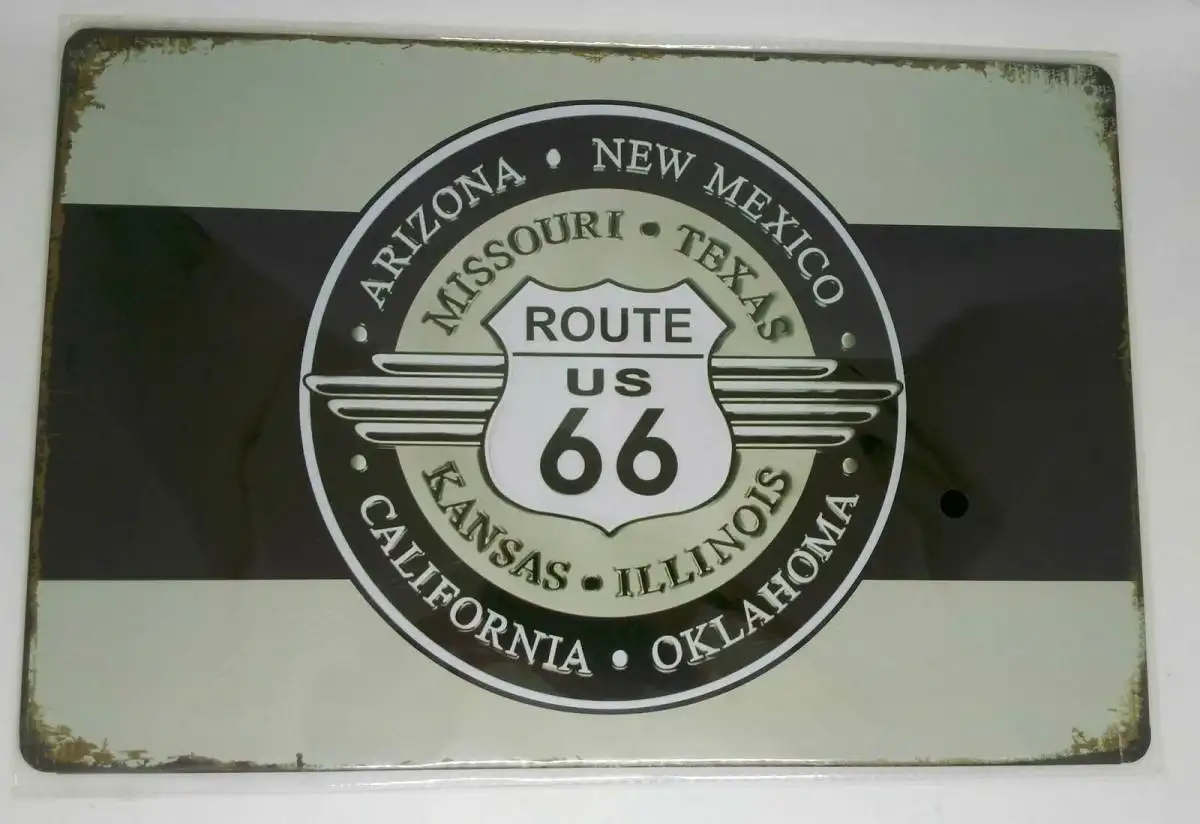 ARIZONA • NEW MEXICO
MISSOURI • TEXAS
ROUTE
US
66
KANSAS • ILLINOIS
CALIFORNIA • OKLAHOMA